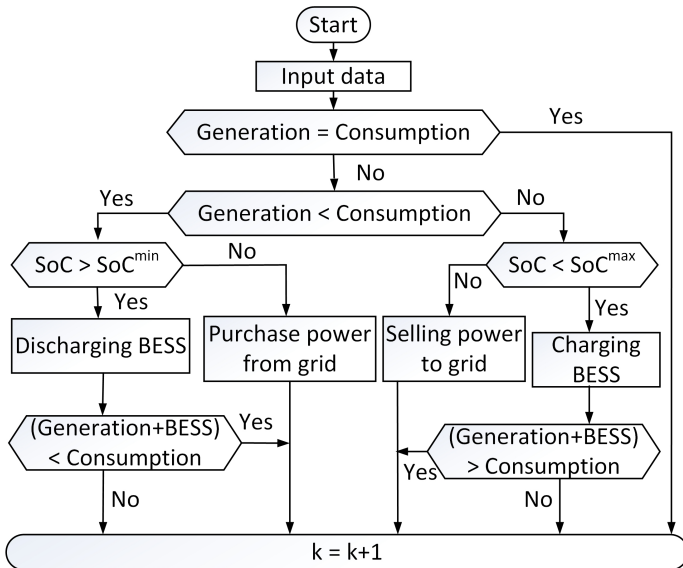 Start
Input data
Generation = Consumption
Yes
No
Yes
Generation < Consumption
No
SoC > SoC^min
No
SoC < SoC^max
Yes
No
Yes
Discharging BESS
Purchase power
from grid
Selling power
to grid
Charging
BESS
(Generation+BESS)
< Consumption
Yes
(Generation+BESS)
> Consumption
Yes
No
No
k = k+1